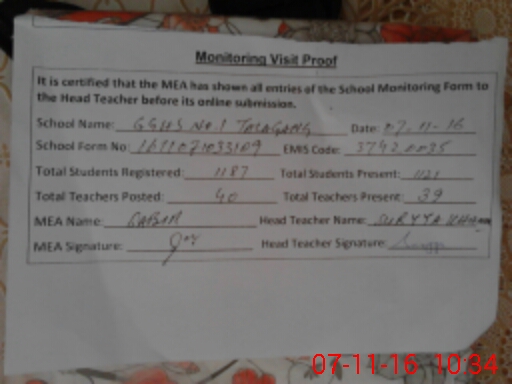 Monitoring Visit Proof
It is certified that the MEA has shown all entries of the School Monitoring Form to
the Head Teacher before its online submission.
School Name: GGHS No.1 TALAGANG Date: 07-11-16
School Form No: EMIS Code: 37420035
Total Students Registered: 1187 Total Students Present: 1121
Total Teachers Posted: 40 Total Teachers Present: 39
MEA Name: Head Teacher Name: KHAN
MEA Signature: Head Teacher Signature:
07-11-16 10:34